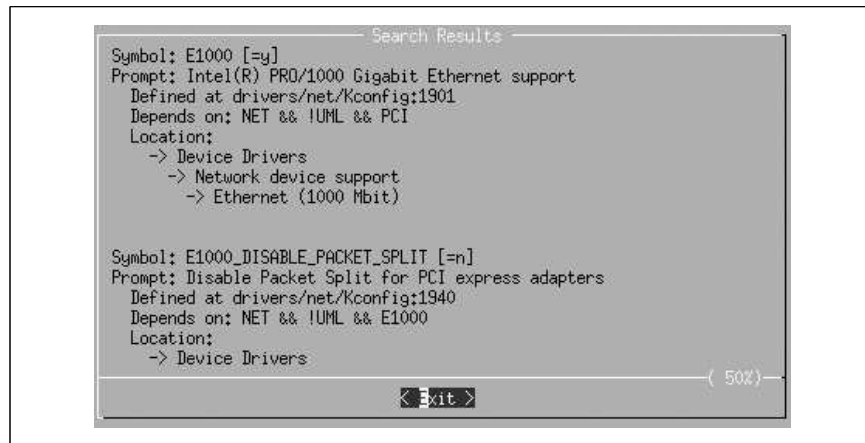 Search Results
Symbol: E1000 [=y]
Prompt: Intel(R) PRO/1000 Gigabit Ethernet support
Defined at drivers/net/Kconfig:1901
Depends on: NET && !UML && PCI
Location:
-> Device Drivers
-> Network device support
-> Ethernet (1000 Mbit)
Symbol: E1000_DISABLE_PACKET_SPLIT [=n]
Prompt: Disable Packet Split for PCI express adapters
Defined at drivers/net/Kconfig:1940
Depends on: NET && !UML && E1000
Location:
-> Device Drivers
( 50%)
< Exit >